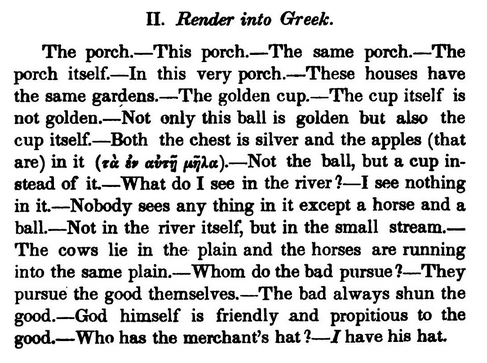 II. Render into Greek.
The porch.—This porch.—The same porch.—The
porch itself.—In this very porch.—These houses have
the same gardens.—The golden cup.—The cup itself is
not golden.—Not only this ball is golden but also the
cup itself.—Both the chest is silver and the apples (that
are) in it (τὰ ἐν αὐτῇ μῆλα).—Not the ball, but a cup in-
stead of it.—What do I see in the river?—I see nothing
in it.—Nobody sees any thing in it except a horse and a
ball.—Not in the river itself, but in the small stream.—
The cows lie in the plain and the horses are running
into the same plain.—Whom do the bad pursue?—They
pursue the good themselves.—The bad always shun the
good.—God himself is friendly and propitious to the
good.—Who has the merchant's hat?—I have his hat.